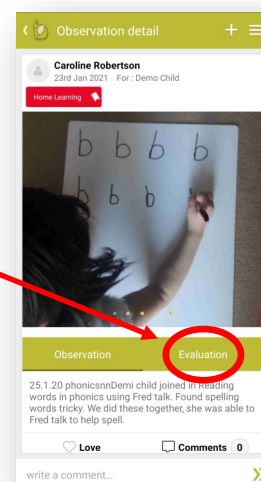 Observation detail
Caroline Robertson
23rd Jan 2021 For : Demo Child
Home Learning
b b b b
b b b
Observation
Evaluation
25.1.20 phonicsnnDemi child joined in Reading
words in phonics using Fred talk. Found spelling
words tricky. We did these together, she was able to
Fred talk to help spell.
Love
Comments 0
write a comment...